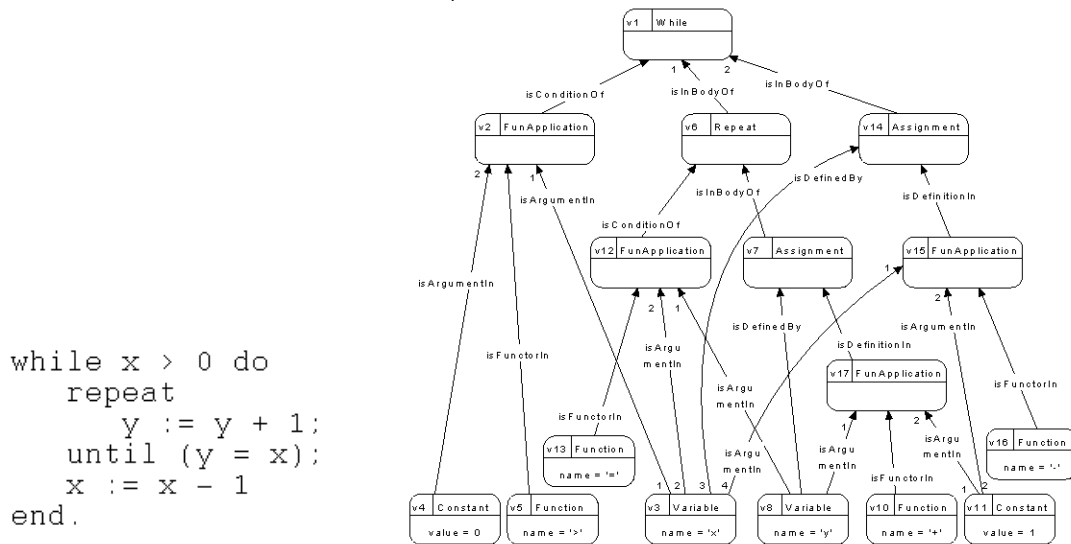 while x > 0 do
repeat
y := y + 1;
until (y = x);
x := x - 1
end.
v1 While
1 2
isConditionOf isInBodyOf isInBodyOf
v2 FunApplication v6 Repeat v14 Assignment
2 1
isArgumentIn isConditionOf isInBodyOf isDefinedBy isDefinitionIn
v12 FunApplication v7 Assignment v15 FunApplication
2 1 1 2
isArgumentIn isDefinedBy isArgumentIn
isFunctorIn isArgu
mentIn isArgu
mentIn isDefinitionIn
v17 FunApplication
1 2
isFunctorIn isFunctorIn
v13 Function v16 Function
name = '=' name = '-'
isArgu
mentIn isArgu
mentIn isArgu
mentIn
isFunctorIn
1 2 3 4 1 2
v4 Constant v5 Function v3 Variable v8 Variable v10 Function v11 Constant
value = 0 name = '>' name = 'x' name = 'y' name = '+' value = 1